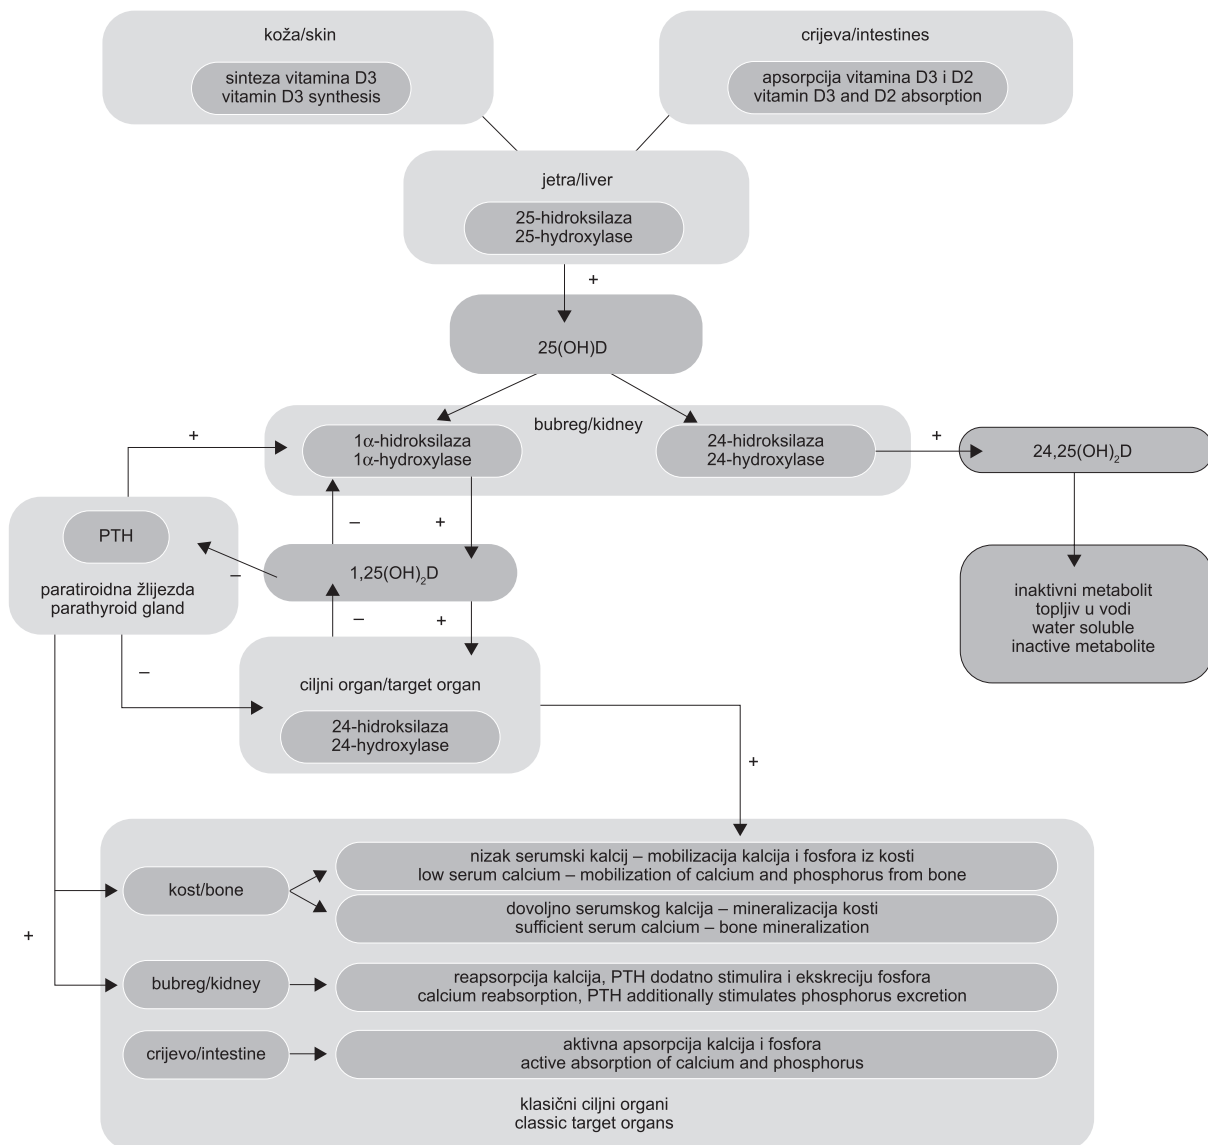 koža/skin
sinteza vitamina D3
vitamin D3 synthesis
crijeva/intestines
apsorpcija vitamina D3 i D2
vitamin D3 and D2 absorption
jetra/liver
25-hidroksilaza
25-hydroxylase
+
25(OH)D
bubreg/kidney
+
1α-hidroksilaza
1α-hydroxylase
24-hidroksilaza
24-hydroxylase
+
24,25(OH)₂D
PTH
paratiroidna žlijezda
parathyroid gland
–
+
–
1,25(OH)₂D
–
+
inaktivni metabolit
topljiv u vodi
water soluble
inactive metabolite
–
ciljni organ/target organ
24-hidroksilaza
24-hydroxylase
+
nizak serumski kalcij – mobilizacija kalcija i fosfora iz kosti
low serum calcium – mobilization of calcium and phosphorus from bone
kost/bone
dovoljno serumskog kalcija – mineralizacija kosti
sufficient serum calcium – bone mineralization
+
bubreg/kidney
reapsorpcija kalcija, PTH dodatno stimulira i ekskreciju fosfora
calcium reabsorption, PTH additionally stimulates phosphorus excretion
crijevo/intestine
aktivna apsorpcija kalcija i fosfora
active absorption of calcium and phosphorus
klasični ciljni organi
classic target organs